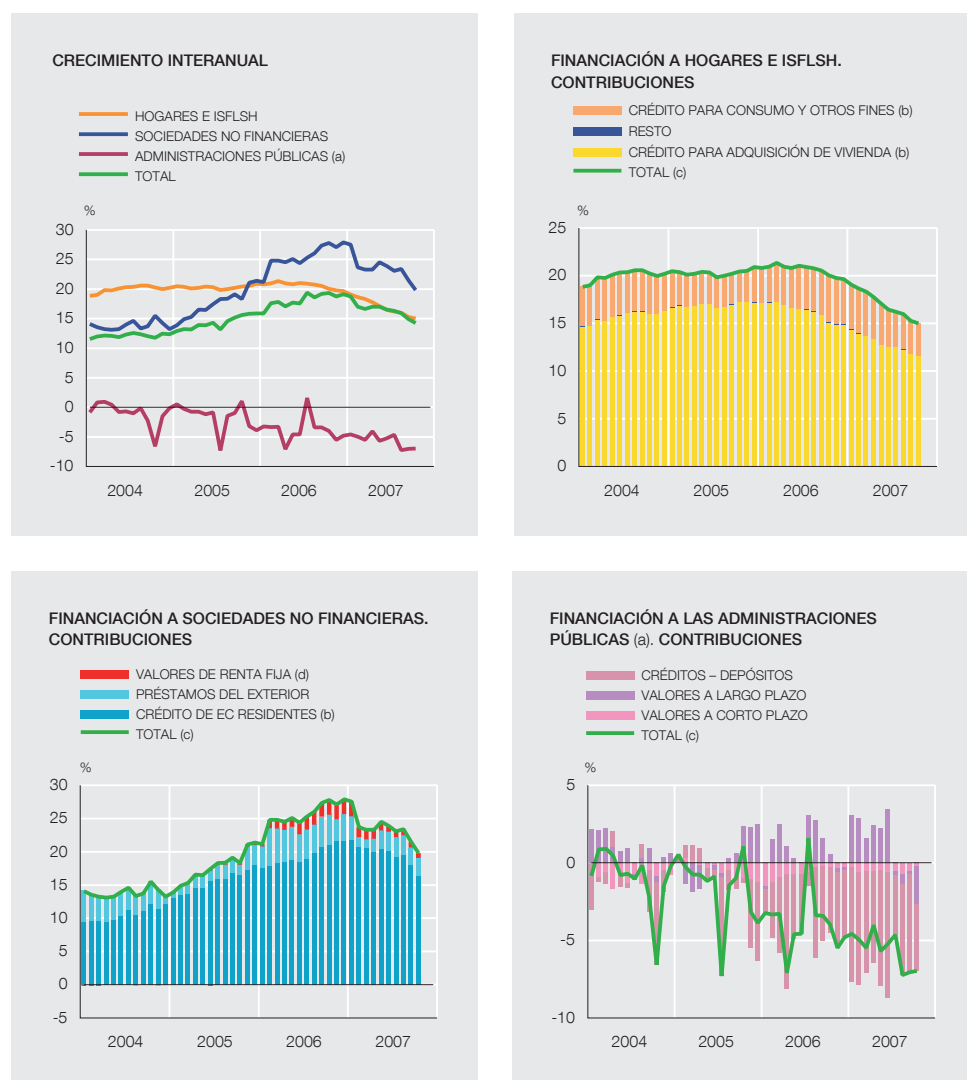 CRECIMIENTO INTERANUAL
HOGARES E ISFLSH
SOCIEDADES NO FINANCIERAS
ADMINISTRACIONES PÚBLICAS (a)
TOTAL
%
30
25
20
15
10
5
0
-5
-10
2004 2005 2006 2007
FINANCIACIÓN A HOGARES E ISFLSH.
CONTRIBUCIONES
CRÉDITO PARA CONSUMO Y OTROS FINES (b)
RESTO
CRÉDITO PARA ADQUISICIÓN DE VIVIENDA (b)
TOTAL (c)
%
25
20
15
10
5
0
2004 2005 2006 2007
FINANCIACIÓN A SOCIEDADES NO FINANCIERAS.
CONTRIBUCIONES
VALORES DE RENTA FIJA (d)
PRÉSTAMOS DEL EXTERIOR
CRÉDITO DE EC RESIDENTES (b)
TOTAL (c)
%
30
25
20
15
10
5
0
-5
2004 2005 2006 2007
FINANCIACIÓN A LAS ADMINISTRACIONES
PÚBLICAS (a). CONTRIBUCIONES
CRÉDITOS – DEPÓSITOS
VALORES A LARGO PLAZO
VALORES A CORTO PLAZO
TOTAL (c)
%
5
0
-5
-10
2004 2005 2006 2007